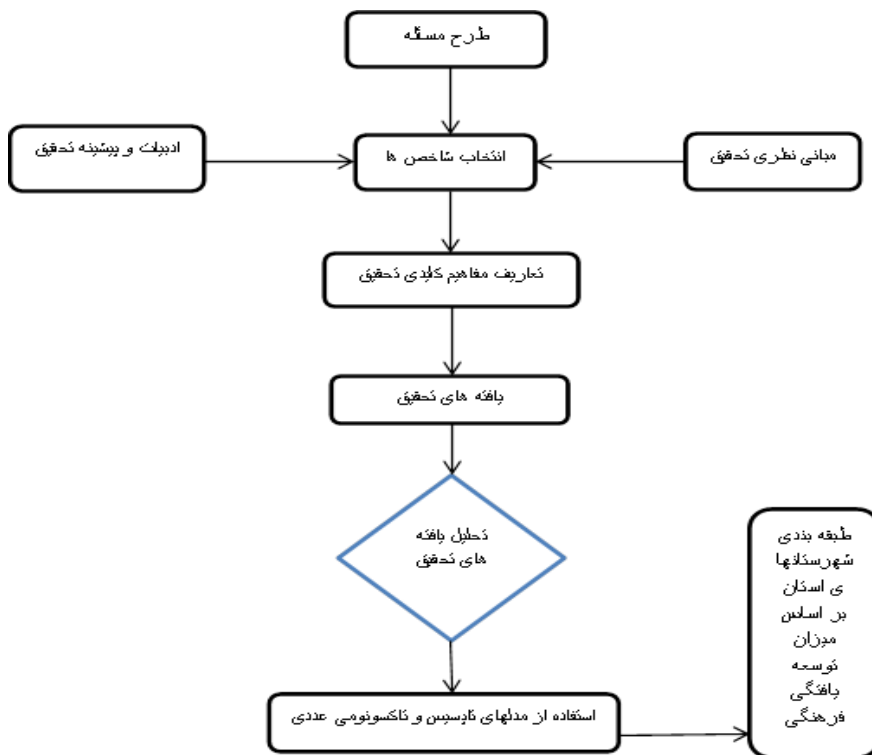 طرح مسئله
ادبیات و پیشینه تحقیق
انتخاب شاخص ها
مبانی نظری تحقیق
تعاریف مفاهیم کلیدی تحقیق
یافته های تحقیق
تحلیل یافته
های تحقیق
استفاده از مدلهای تاپسیس و تاکسونومی عددی
طبقه بندی
شهرستانها
ی استان
بر اساس
میزان
توسعه
یافتگی
فرهنگی